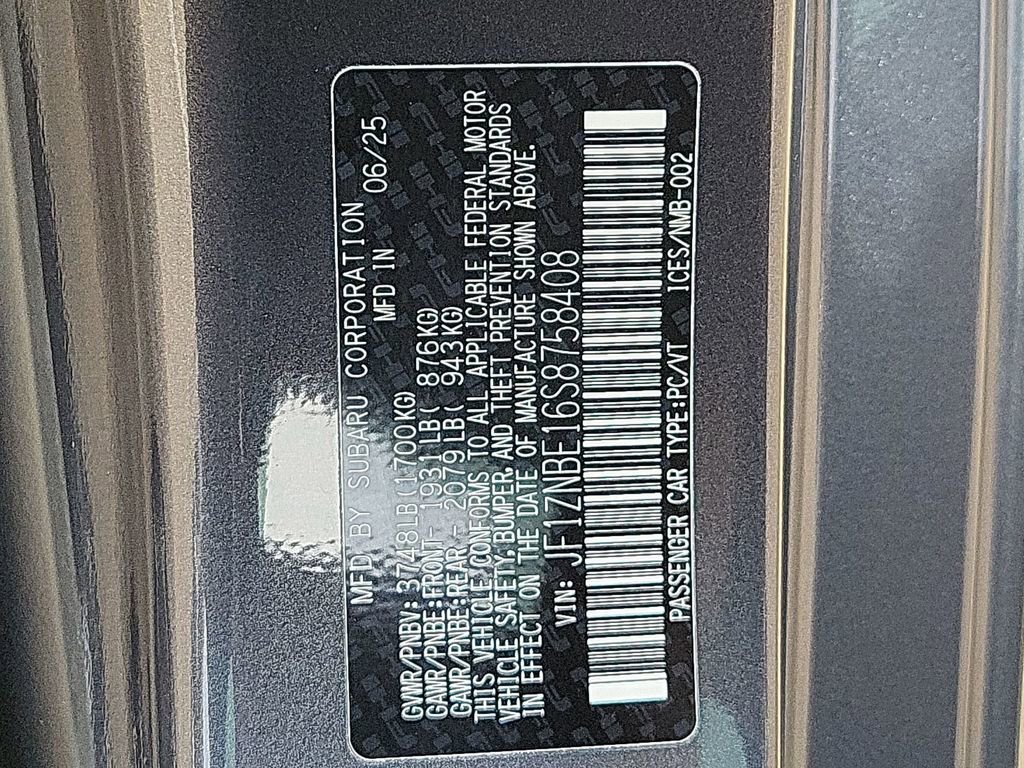 MFD BY SUBARU CORPORATION
MFD IN 06/25
GVWR/PNBV: 3748LB(1700KG)
GAWR/PNBE:FRONT- 1931LB( 876KG)
GAWR/PNBE:REAR - 2079LB( 943KG)
THIS VEHICLE CONFORMS TO ALL APPLICABLE FEDERAL MOTOR
VEHICLE SAFETY, BUMPER, AND THEFT PREVENTION STANDARDS
IN EFFECT ON THE DATE OF MANUFACTURE SHOWN ABOVE.
VIN: JF1ZNBE16S8758408
PASSENGER CAR TYPE:PC/VT ICES/NMB-002